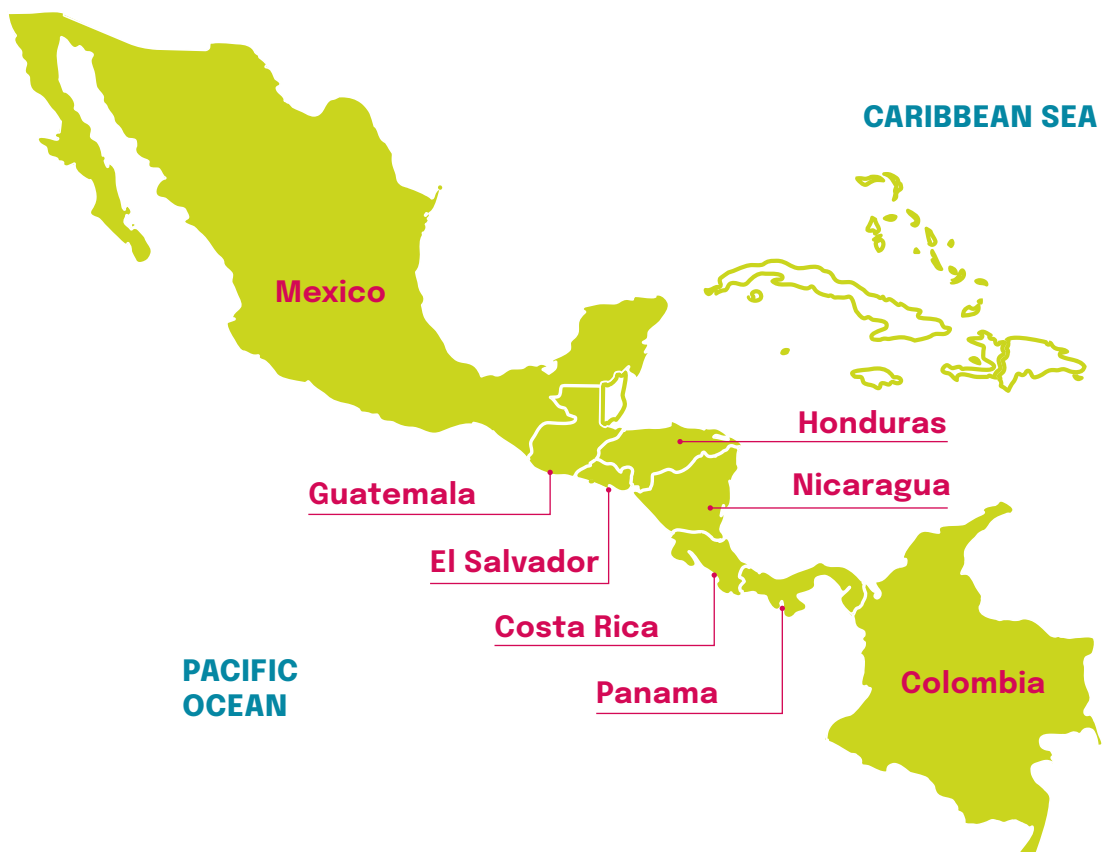 CARIBBEAN SEA
Mexico
Honduras
Nicaragua
Guatemala
El Salvador
Costa Rica
PACIFIC
OCEAN
Panama
Colombia